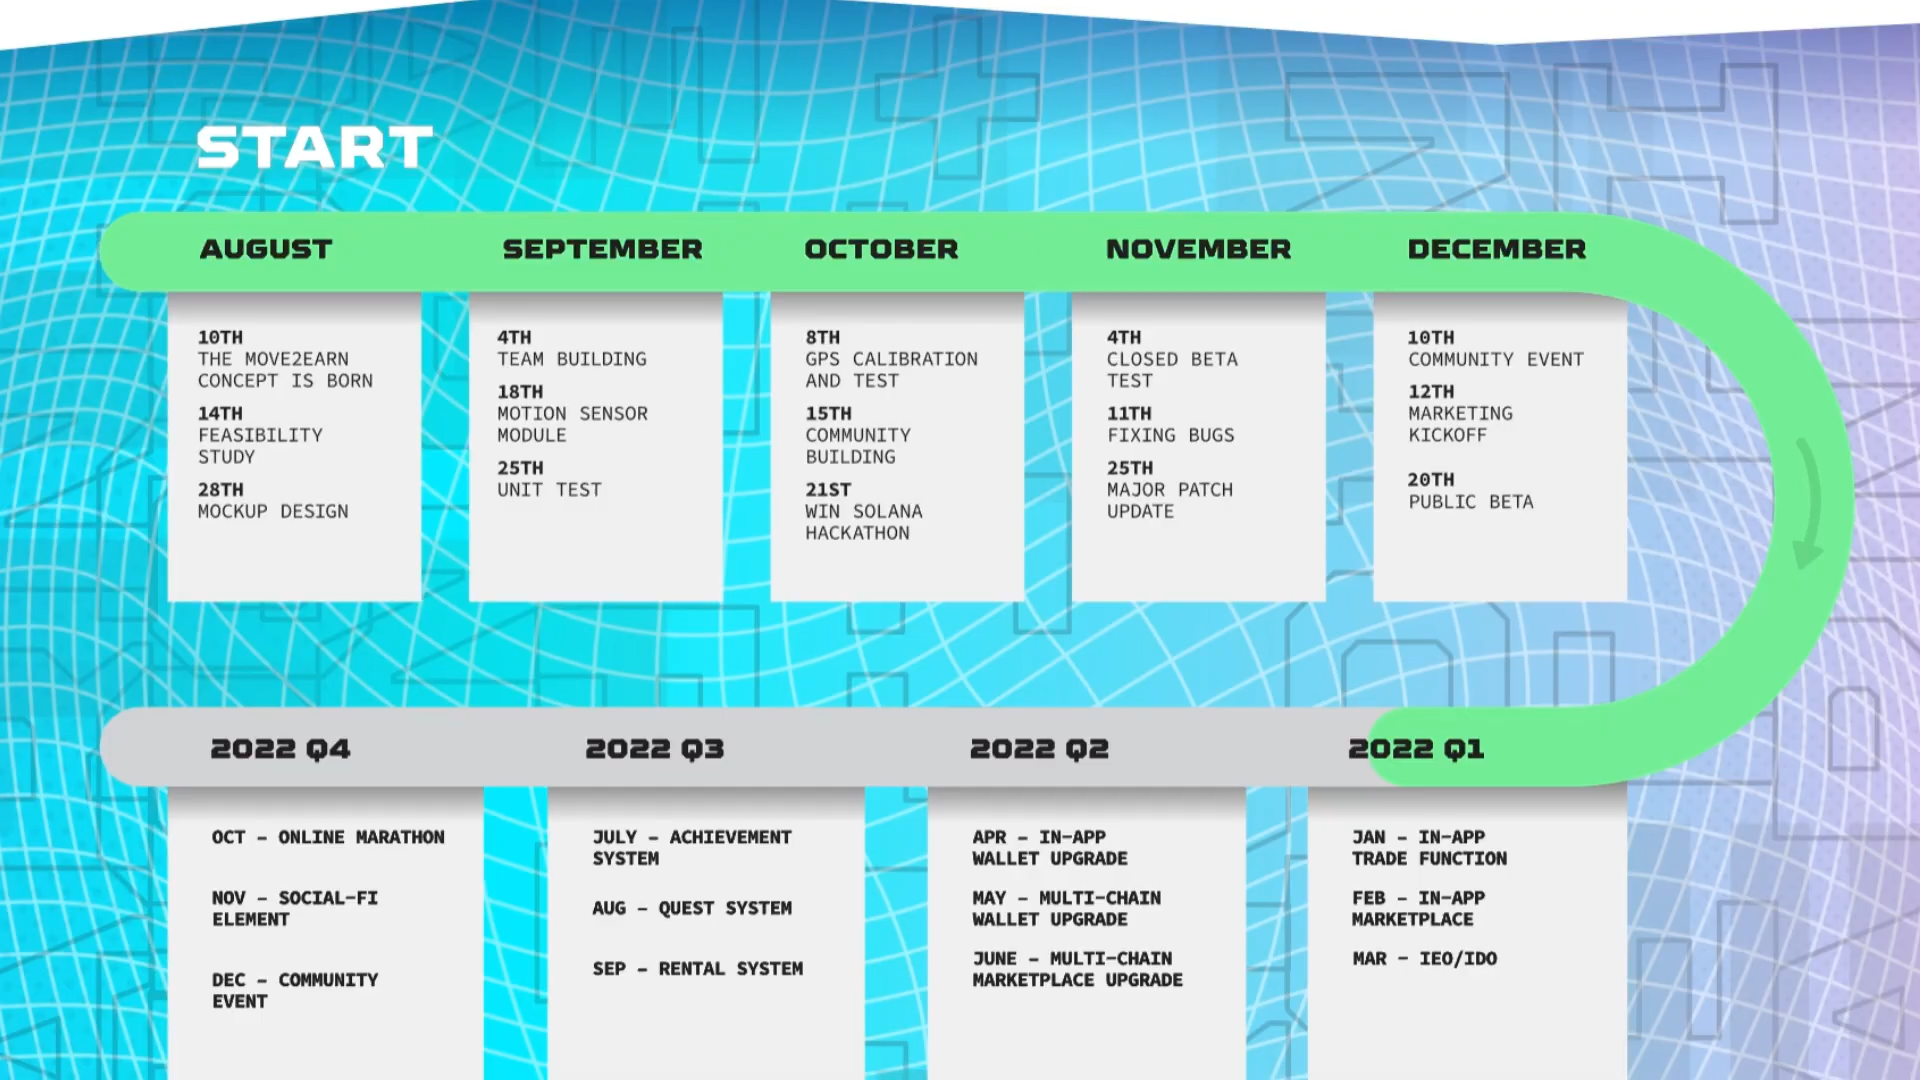 START
AUGUST
SEPTEMBER
OCTOBER
NOVEMBER
DECEMBER
10TH
THE MOVE2EARN
CONCEPT IS BORN
14TH
FEASIBILITY
STUDY
28TH
MOCKUP DESIGN
4TH
TEAM BUILDING
18TH
MOTION SENSOR
MODULE
25TH
UNIT TEST
8TH
GPS CALIBRATION
AND TEST
15TH
COMMUNITY
BUILDING
21ST
WIN SOLANA
HACKATHON
4TH
CLOSED BETA
TEST
11TH
FIXING BUGS
25TH
MAJOR PATCH
UPDATE
10TH
COMMUNITY EVENT
12TH
MARKETING
KICKOFF
20TH
PUBLIC BETA
2022 Q4
2022 Q3
2022 Q2
2022 Q1
OCT – ONLINE MARATHON
NOV – SOCIAL-FI
ELEMENT
DEC – COMMUNITY
EVENT
JULY – ACHIEVEMENT
SYSTEM
AUG – QUEST SYSTEM
SEP – RENTAL SYSTEM
APR – IN-APP
WALLET UPGRADE
MAY – MULTI-CHAIN
WALLET UPGRADE
JUNE – MULTI-CHAIN
MARKETPLACE UPGRADE
JAN – IN-APP
TRADE FUNCTION
FEB – IN-APP
MARKETPLACE
MAR – IEO/IDO